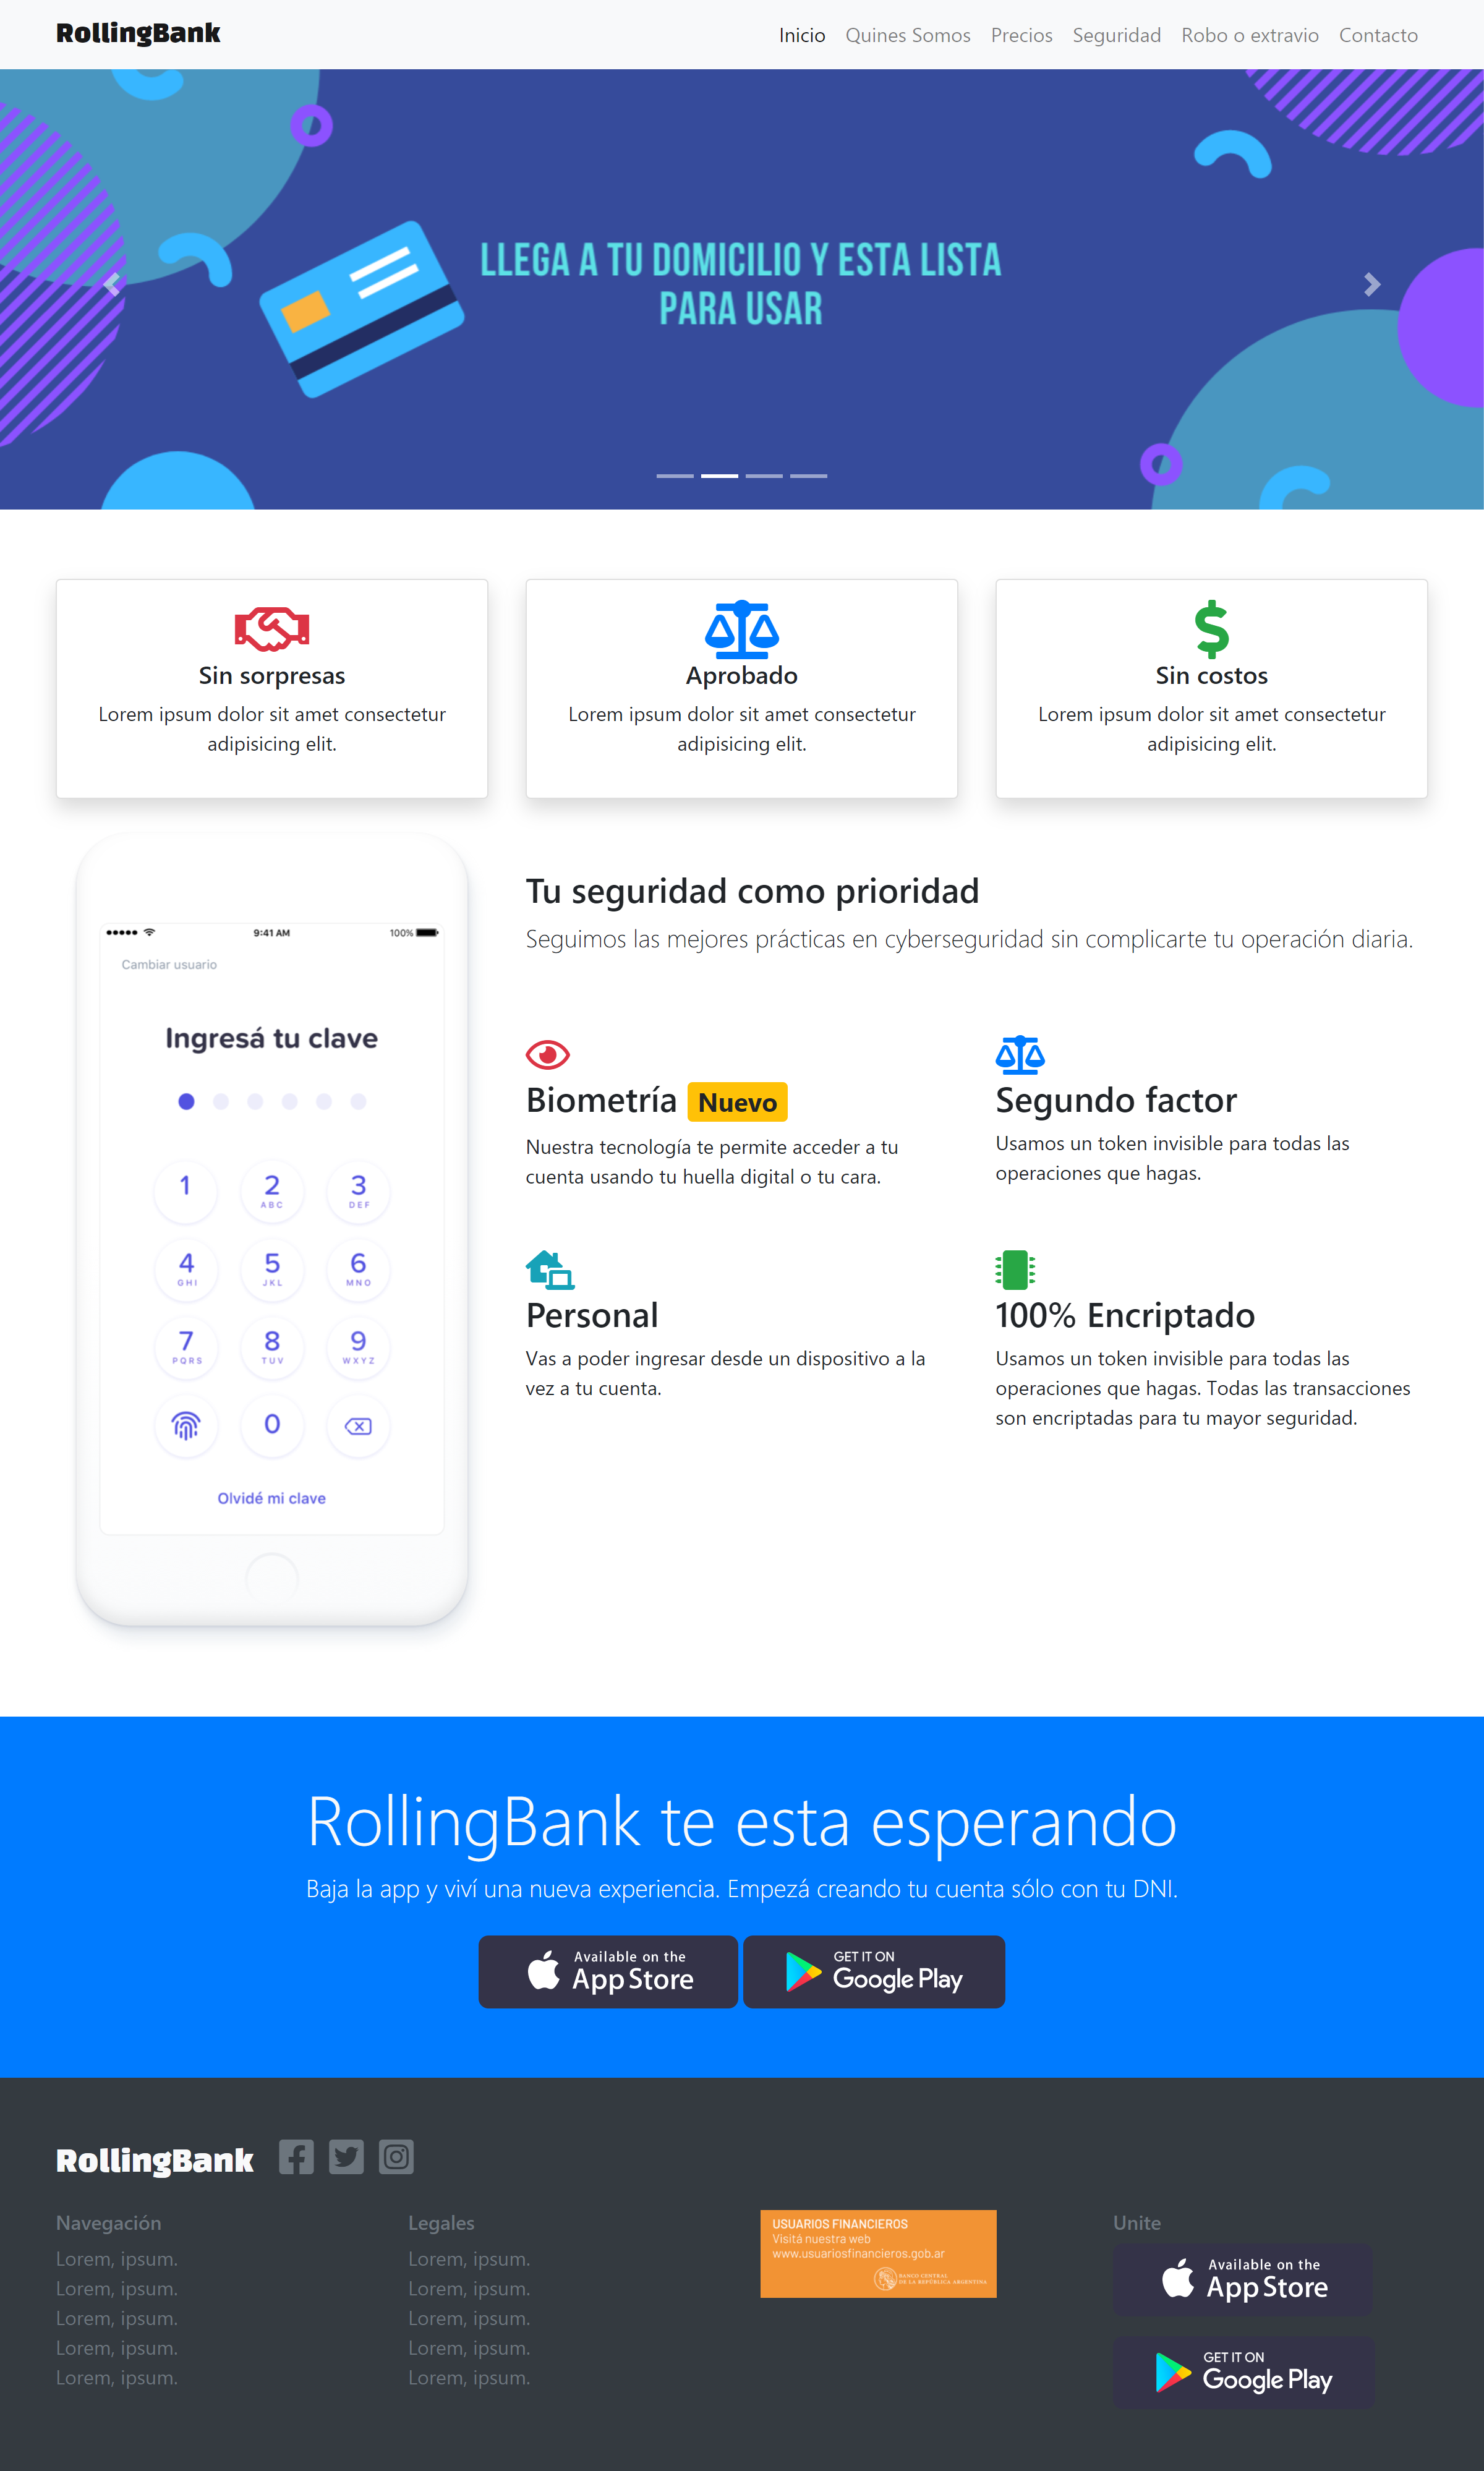 RollingBank
Inicio Quines Somos Precios Seguridad Robo o extravio Contacto
LLEGA A TU DOMICILIO Y ESTA LISTA
PARA USAR
Sin sorpresas
Lorem ipsum dolor sit amet consectetur
adipisicing elit.
Aprobado
Lorem ipsum dolor sit amet consectetur
adipisicing elit.
Sin costos
Lorem ipsum dolor sit amet consectetur
adipisicing elit.
9:41 AM 100%
Cambiar usuario
Ingresá tu clave
1 2 3
ABC DEF
4 5 6
GHI JKL MNO
7 8 9
PQRS TUV WXYZ
0
Olvidé mi clave
Tu seguridad como prioridad
Seguimos las mejores prácticas en cyberseguridad sin complicarte tu operación diaria.
Biometría Nuevo
Nuestra tecnología te permite acceder a tu
cuenta usando tu huella digital o tu cara.
Segundo factor
Usamos un token invisible para todas las
operaciones que hagas.
Personal
Vas a poder ingresar desde un dispositivo a la
vez a tu cuenta.
100% Encriptado
Usamos un token invisible para todas las
operaciones que hagas. Todas las transacciones
son encriptadas para tu mayor seguridad.
RollingBank te esta esperando
Baja la app y viví una nueva experiencia. Empezá creando tu cuenta sólo con tu DNI.
Available on the
App Store
GET IT ON
Google Play
RollingBank
Navegación
Lorem, ipsum.
Lorem, ipsum.
Lorem, ipsum.
Lorem, ipsum.
Lorem, ipsum.
Legales
Lorem, ipsum.
Lorem, ipsum.
Lorem, ipsum.
Lorem, ipsum.
Lorem, ipsum.
USUARIOS FINANCIEROS
Visitá nuestra web
www.usuariosfinancieros.gob.ar
BANCO CENTRAL
DE LA REPÚBLICA ARGENTINA
Unite
Available on the
App Store
GET IT ON
Google Play